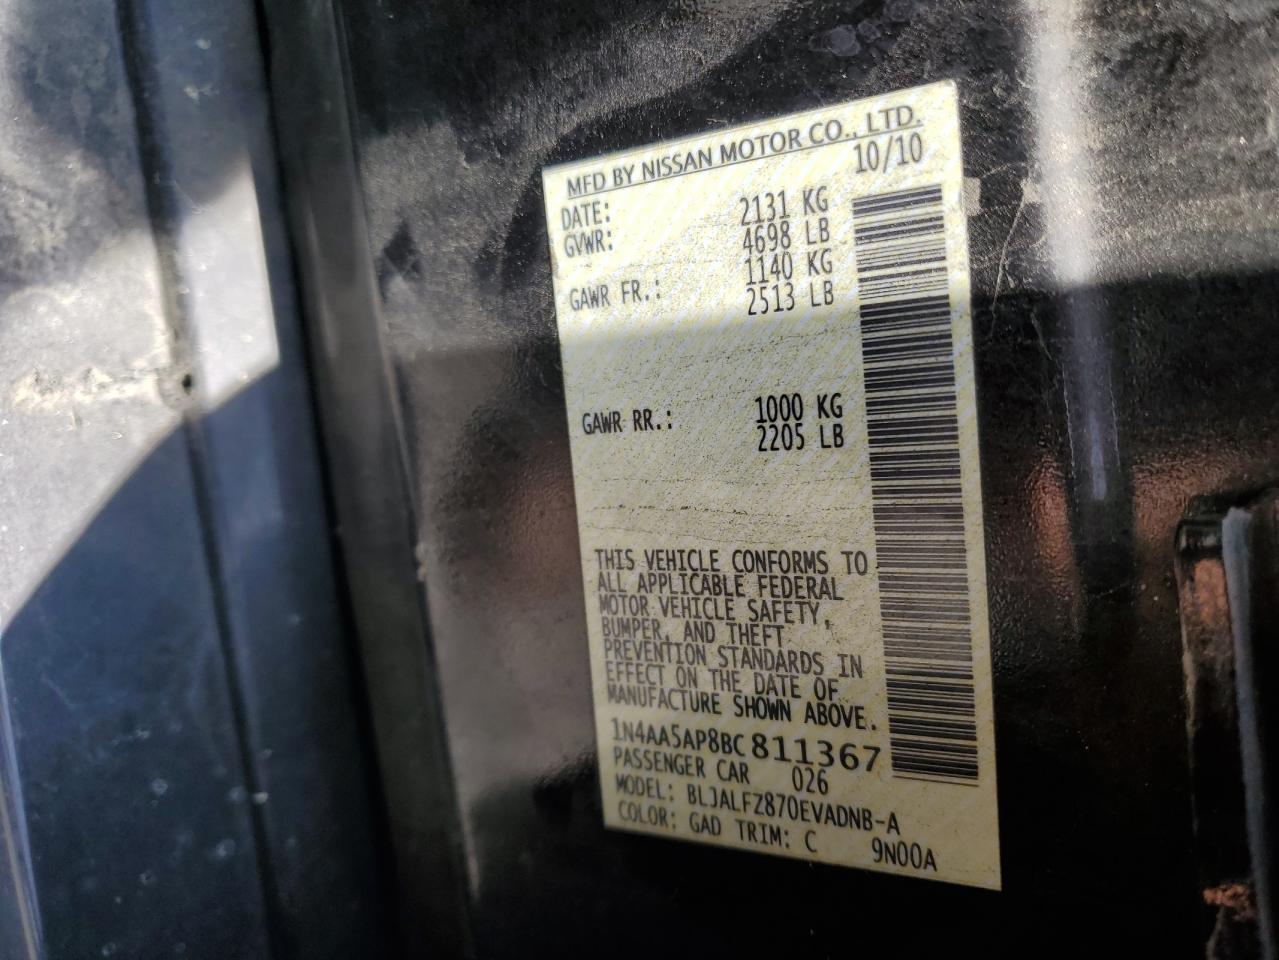 MFD BY NISSAN MOTOR CO., LTD.
DATE: 10/10
GVWR: 2131 KG
4698 LB
GAWR FR.: 1140 KG
2513 LB
GAWR RR.: 1000 KG
2205 LB
THIS VEHICLE CONFORMS TO
ALL APPLICABLE FEDERAL
MOTOR VEHICLE SAFETY,
BUMPER, AND THEFT
PREVENTION STANDARDS IN
EFFECT ON THE DATE OF
MANUFACTURE SHOWN ABOVE.
1N4AA5AP8BC811367
PASSENGER CAR 026
MODEL: BLJALFZ870EVADNB-A
COLOR: GAD TRIM: C 9N00A